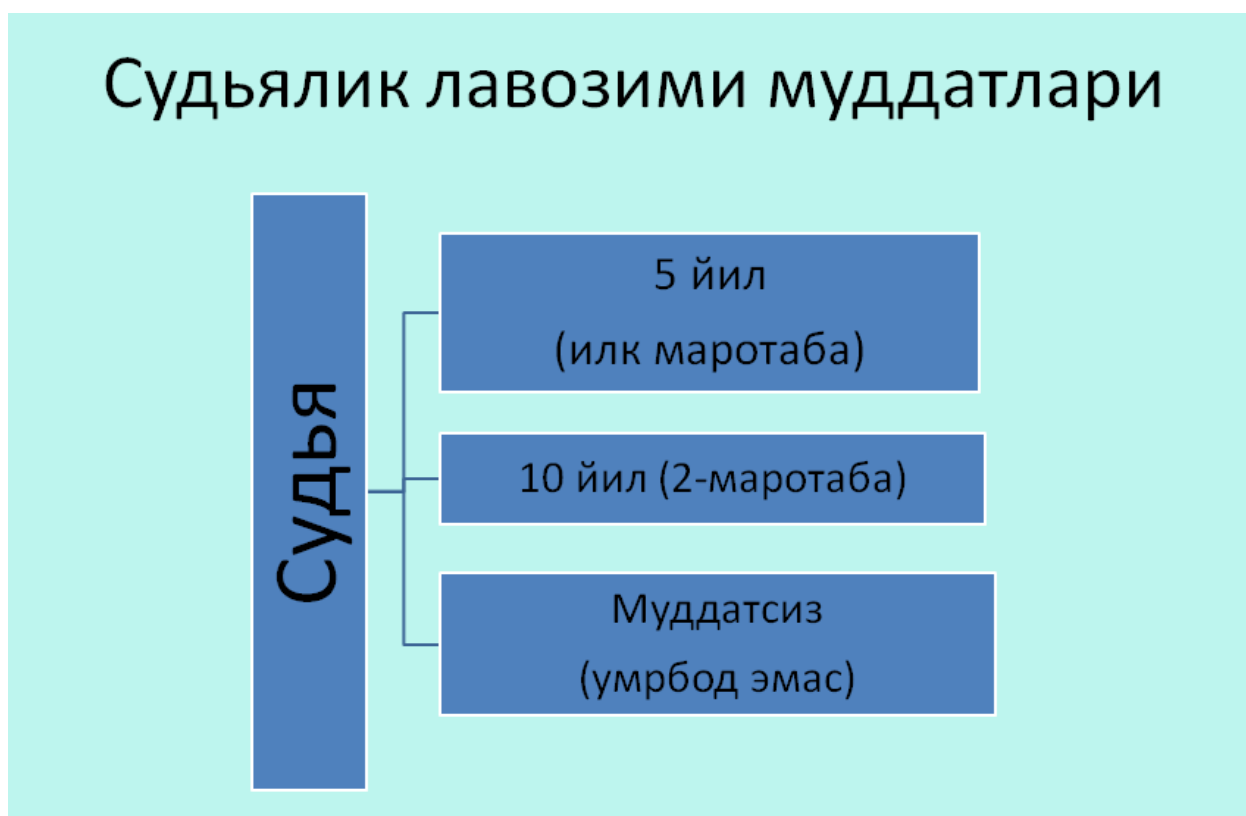 Судьялик лавозими муддатлари
Судья
5 йил
(илк маротаба)
10 йил (2-маротаба)
Муддатсиз
(умрбод эмас)